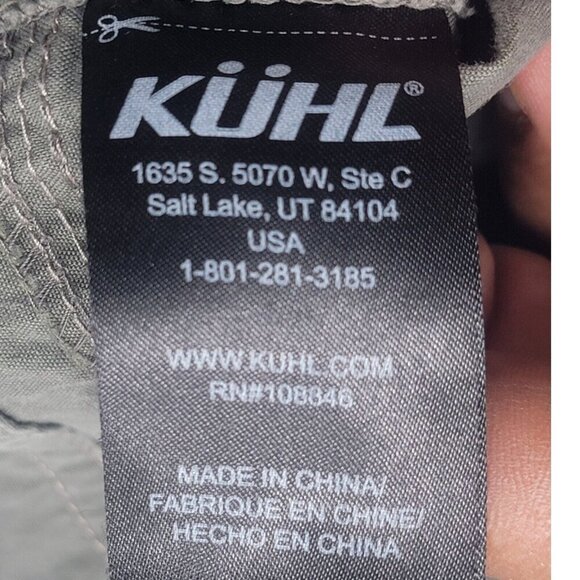 KÜHL®
1635 S. 5070 W, Ste C
Salt Lake, UT 84104
USA
1-801-281-3185
WWW.KUHL.COM
RN#108846
MADE IN CHINA/
FABRIQUE EN CHINE/
HECHO EN CHINA